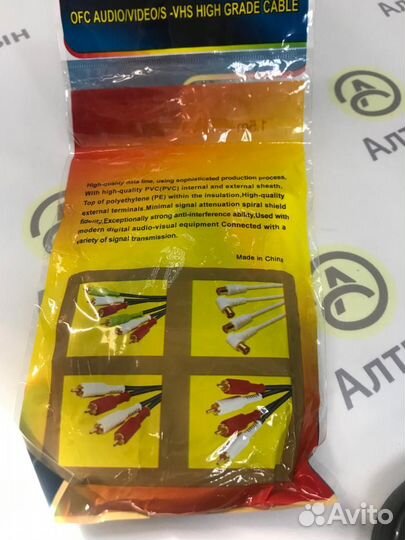 OFC AUDIO/VIDEO/S -VHS HIGH GRADE CABLE
1.5m
High-quality data line, using sophisticated production process,
With high-quality PVC(PVC) internal and external sheath,
Top of polyethylene (PE) within the insulation,High-quality
external terminals.Minimal signal attenuation spiral shield
fidelity,Exceptionally strong anti-interference ability,Used with
modern digital audio-visual equipment Connected with a
variety of signal transmission.
Made in China
Avito